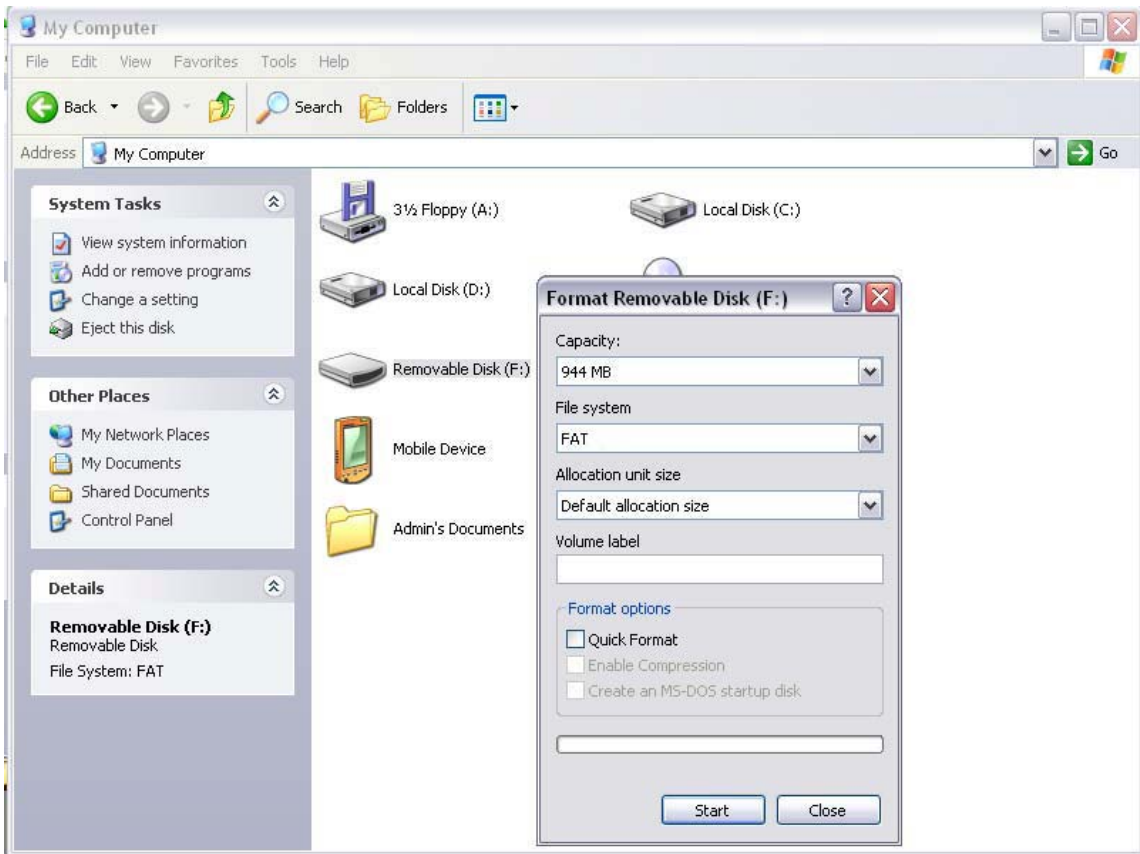 My Computer
File Edit View Favorites Tools Help
Back Search Folders
Address My Computer Go
System Tasks
View system information
Add or remove programs
Change a setting
Eject this disk
Other Places
My Network Places
My Documents
Shared Documents
Control Panel
Details
Removable Disk (F:)
Removable Disk
File System: FAT
3½ Floppy (A:)
Local Disk (C:)
Local Disk (D:)
Removable Disk (F:)
Mobile Device
Admin's Documents
Format Removable Disk (F:)
Capacity:
944 MB
File system
FAT
Allocation unit size
Default allocation size
Volume label
Format options
Quick Format
Enable Compression
Create an MS-DOS startup disk
Start Close